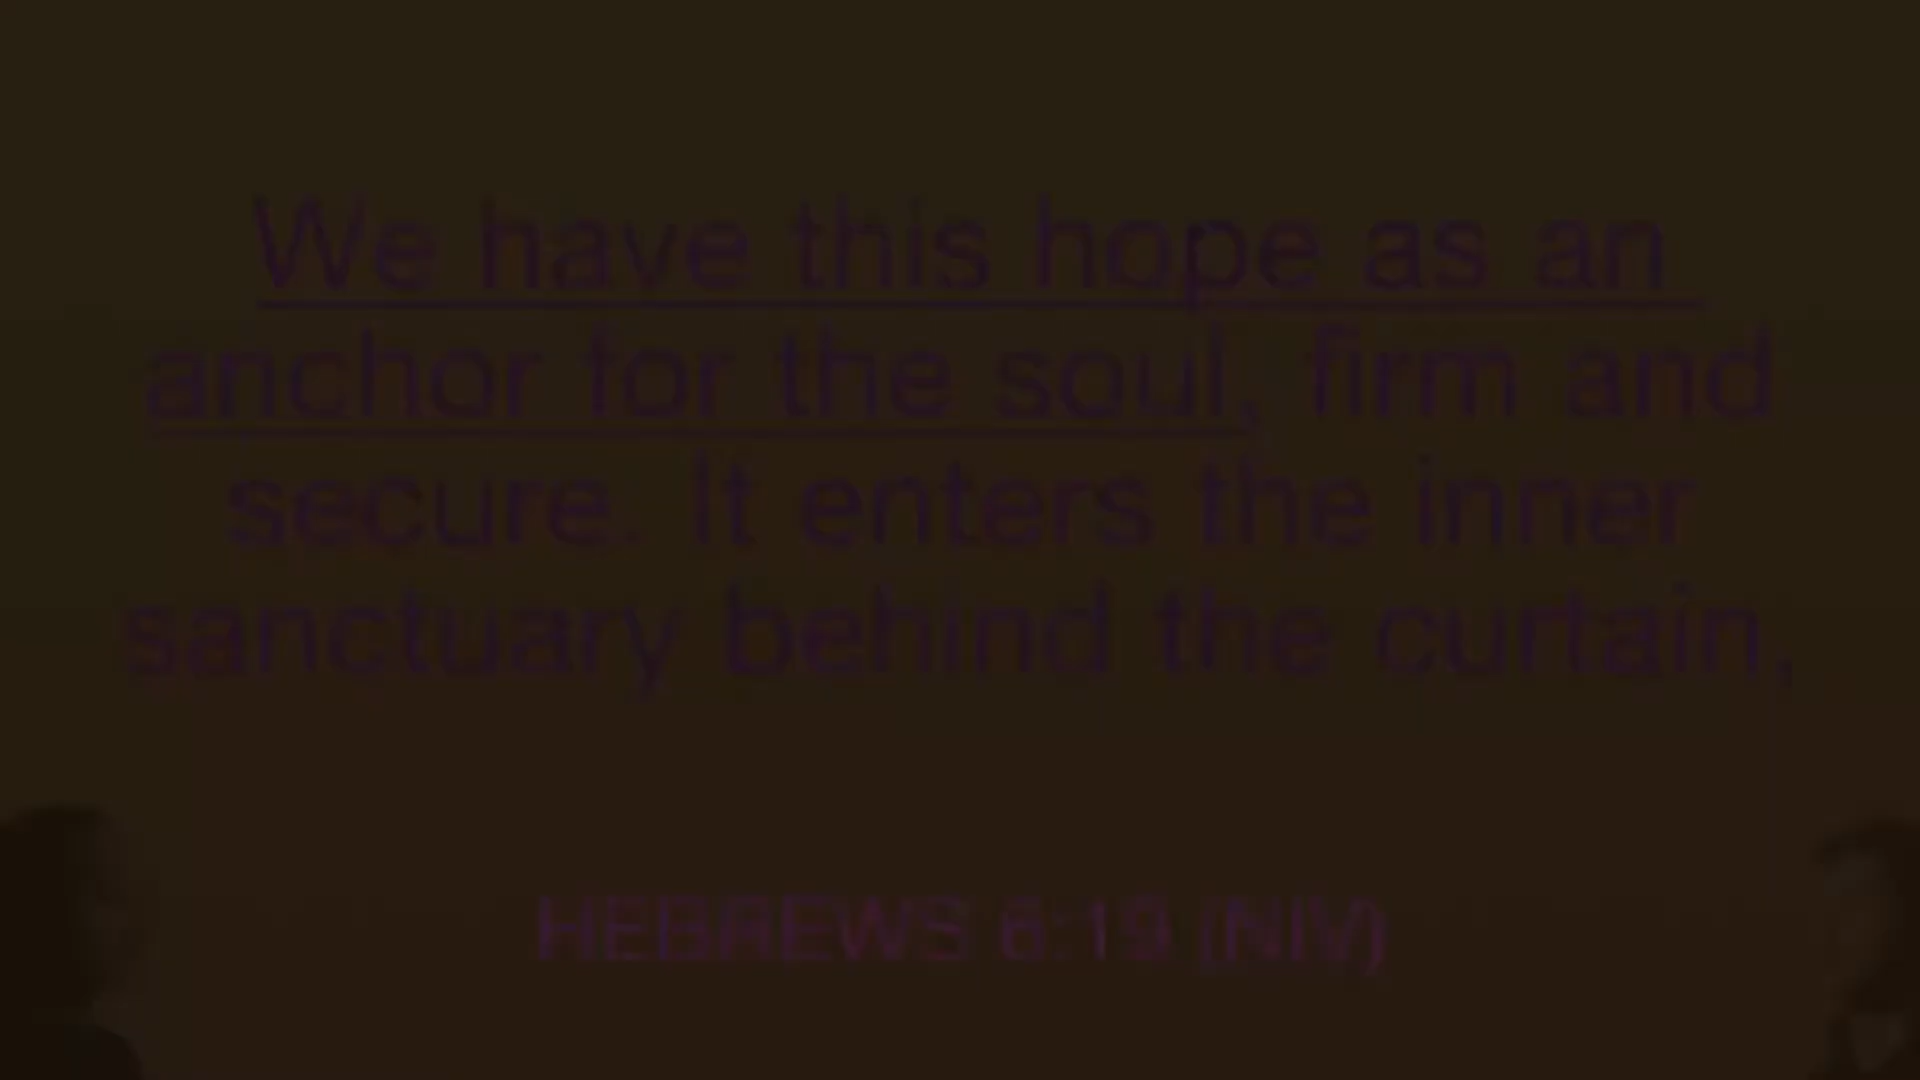 We have this hope as an
anchor for the soul, firm and
secure. It enters the inner
sanctuary behind the curtain,
HEBREWS 6:19 (NIV)